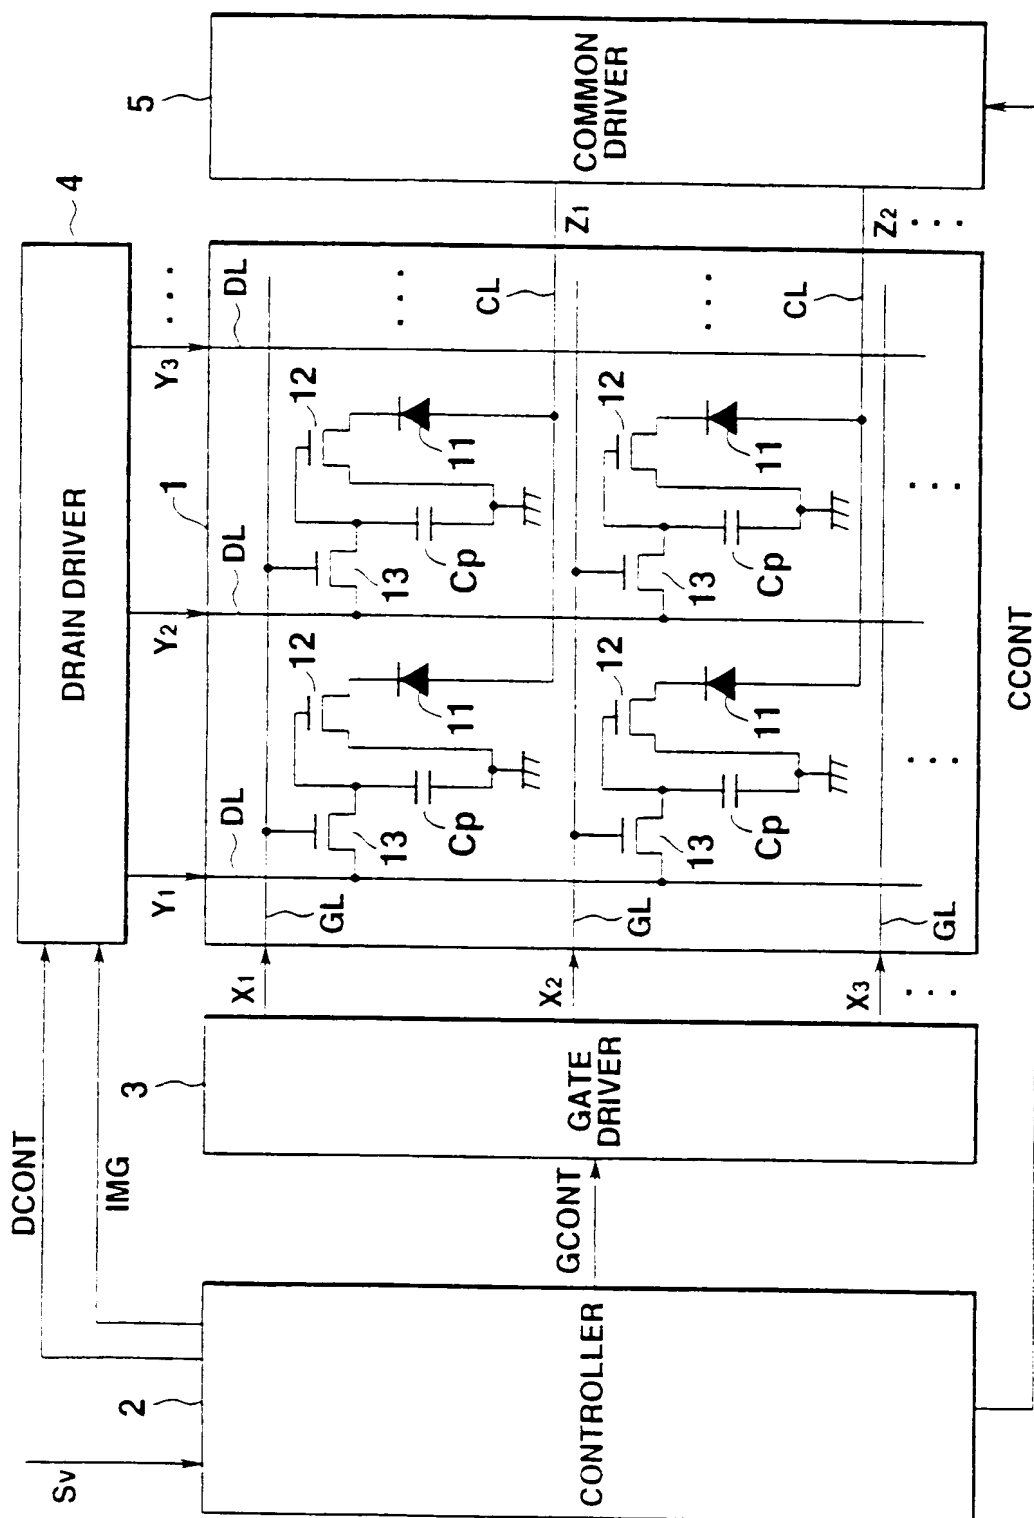 DRAIN DRIVER
4
DCONT
IMG
Y1
Y2
Y3
. . .
1
DL
DL
DL
5
COMMON
DRIVER
Sv
2
CONTROLLER
GCONT
3
GATE
DRIVER
X1
GL
13
Cp
12
11
13
Cp
12
11
. . .
CL
Z1
X2
GL
13
Cp
12
11
13
Cp
12
11
. . .
CL
Z2
X3
GL
. . .
. . .
. . .
. . .
CCONT